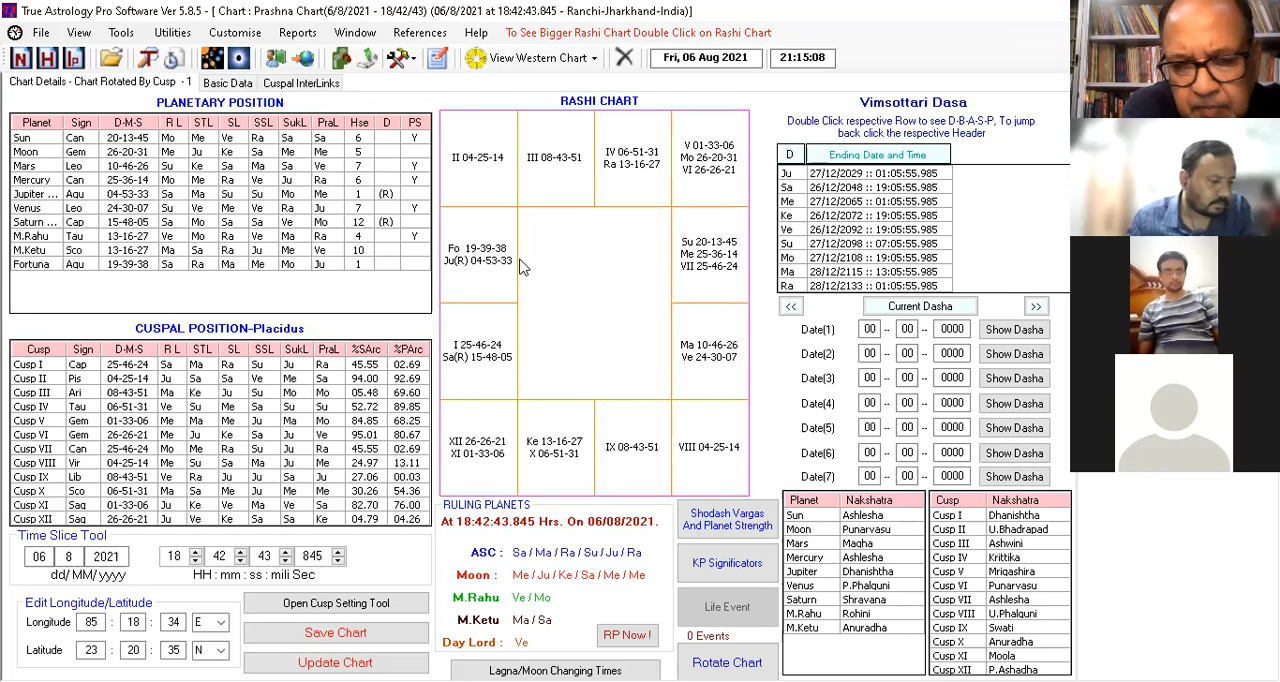 True Astrology Pro Software Ver 5.8.5 - [ Chart : Prashna Chart(6/8/2021 - 18/42/43) (06/08/2021 at 18:42:43.845 - Ranchi-Jharkhand-India)]
File View Tools Utilities Customise Reports Window References Help To See Bigger Rashi Chart Double Click on Rashi Chart
N H Ip View Western Chart Fri, 06 Aug 2021 21:15:08
Chart Details - Chart Rotated By Cusp - 1 Basic Data Cuspal InterLinks
PLANETARY POSITION
Planet Sign D-M-S R L STL SL SSL SukL PraL Hse D PS
Sun Can 20-13-45 Mo Me Ve Ra Sa Sa 6 Y
Moon Gem 26-20-31 Me Ju Ke Sa Me Me 5
Mars Leo 10-46-26 Su Ke Sa Ma Sa Ve 7 Y
Mercury Can 25-36-14 Mo Me Ra Ve Ju Ra 6 Y
Jupiter ... Aqu 04-53-33 Sa Ma Su Su Mo Me 1 (R)
Venus Leo 24-30-07 Su Ve Me Ve Ra Ju 7 Y
Saturn ... Cap 15-48-05 Sa Mo Sa Sa Ve Mo 12 (R)
M.Rahu Tau 13-16-27 Ve Mo Ra Ve Ma Ra 4 Y
M.Ketu Sco 13-16-27 Ma Sa Ra Ju Me Ve 10
Fortuna Aqu 19-39-38 Sa Ra Ma Mo Mo Ju 1
CUSPAL POSITION-Placidus
Cusp Sign D-M-S R L STL SL SSL SukL PraL %SArc %PArc
Cusp I Cap 25-46-24 Sa Ma Ra Su Ju Ra 45.55 02.69
Cusp II Pis 04-25-14 Ju Sa Sa Ve Me Sa 94.00 92.69
Cusp III Ari 08-43-51 Ma Ke Ju Su Mo Mo 05.48 69.60
Cusp IV Tau 06-51-31 Ve Su Me Sa Su Su 52.72 89.85
Cusp V Gem 01-33-06 Me Ma Ke Ju Ra Mo 84.85 68.25
Cusp VI Gem 26-26-21 Me Ju Ke Sa Ju Ra 95.01 80.67
Cusp VII Can 25-46-24 Mo Me Ra Su Ju Ra 45.55 02.69
Cusp VIII Vir 04-25-14 Me Su Sa Ma Ju Me 24.97 13.11
Cusp IX Lib 08-43-51 Ve Ra Ju Ju Sa Ju 27.06 00.03
Cusp X Sco 06-51-31 Ma Sa Me Ju Me Me 30.26 54.36
Cusp XI Sag 01-33-06 Ju Ke Ve Sa Ke Ma 82.70 76.00
Cusp XII Sag 26-26-21 Ju Ve Ke Sa Ve Sa 04.79 04.26
Time Slice Tool
06 8 2021 18 42 43 845
dd/ MM/ yyyy HH : mm : ss : mili Sec
Edit Longitude/Latitude
Longitude 85 : 18 : 34 E
Latitude 23 : 20 : 35 N
Open Cusp Setting Tool
Save Chart
Update Chart
RASHI CHART
II 04-25-14
III 08-43-51
IV 06-51-31
Ra 13-16-27
V 01-33-06
Mo 26-20-31
VI 26-26-21
Fo 19-39-38
Ju(R) 04-53-33
Su 20-13-45
Me 25-36-14
VII 25-46-24
I 25-46-24
Sa(R) 15-48-05
Ma 10-46-26
Ve 24-30-07
XII 26-26-21
XI 01-33-06
Ke 13-16-27
X 06-51-31
IX 08-43-51
VIII 04-25-14
RULING PLANETS
At 18:42:43.845 Hrs. On 06/08/2021.
ASC : Sa / Ma / Ra / Su / Ju / Ra
Moon : Me / Ju / Ke / Sa / Me / Me
M.Rahu Ve / Mo
M.Ketu Ma / Sa
Day Lord : Ve
RP Now !
Lagna/Moon Changing Times
Shodash Vargas
And Planet Strength
KP Significators
Life Event
0 Events
Rotate Chart
Vimsottari Dasa
Double Click respective Row to see D-B-A-S-P, To jump
back click the respective Header
D Ending Date and Time
Ju 27/12/2029 :: 01:05:55.985
Sa 26/12/2048 :: 19:05:55.985
Me 27/12/2065 :: 01:05:55.985
Ke 26/12/2072 :: 19:05:55.985
Ve 26/12/2092 :: 19:05:55.985
Su 27/12/2098 :: 07:05:55.985
Mo 27/12/2108 :: 19:05:55.985
Ma 28/12/2115 :: 13:05:55.985
Ra 28/12/2133 :: 01:05:55.985
<< Current Dasha >>
Date(1) 00 -- 00 -- 0000 Show Dasha
Date(2) 00 -- 00 -- 0000 Show Dasha
Date(3) 00 -- 00 -- 0000 Show Dasha
Date(4) 00 -- 00 -- 0000 Show Dasha
Date(5) 00 -- 00 -- 0000 Show Dasha
Date(6) 00 -- 00 -- 0000 Show Dasha
Date(7) 00 -- 00 -- 0000 Show Dasha
Planet Nakshatra
Sun Ashlesha
Moon Punarvasu
Mars Magha
Mercury Ashlesha
Jupiter Dhanishtha
Venus P.Phalguni
Saturn Shravana
M.Rahu Rohini
M.Ketu Anuradha
Cusp Nakshatra
Cusp I Dhanishtha
Cusp II U.Bhadrapad
Cusp III Ashwini
Cusp IV Krittika
Cusp V Mrigashira
Cusp VI Punarvasu
Cusp VII Ashlesha
Cusp VIII U.Phalguni
Cusp IX Swati
Cusp X Anuradha
Cusp XI Moola
Cusp XII P.Ashadha